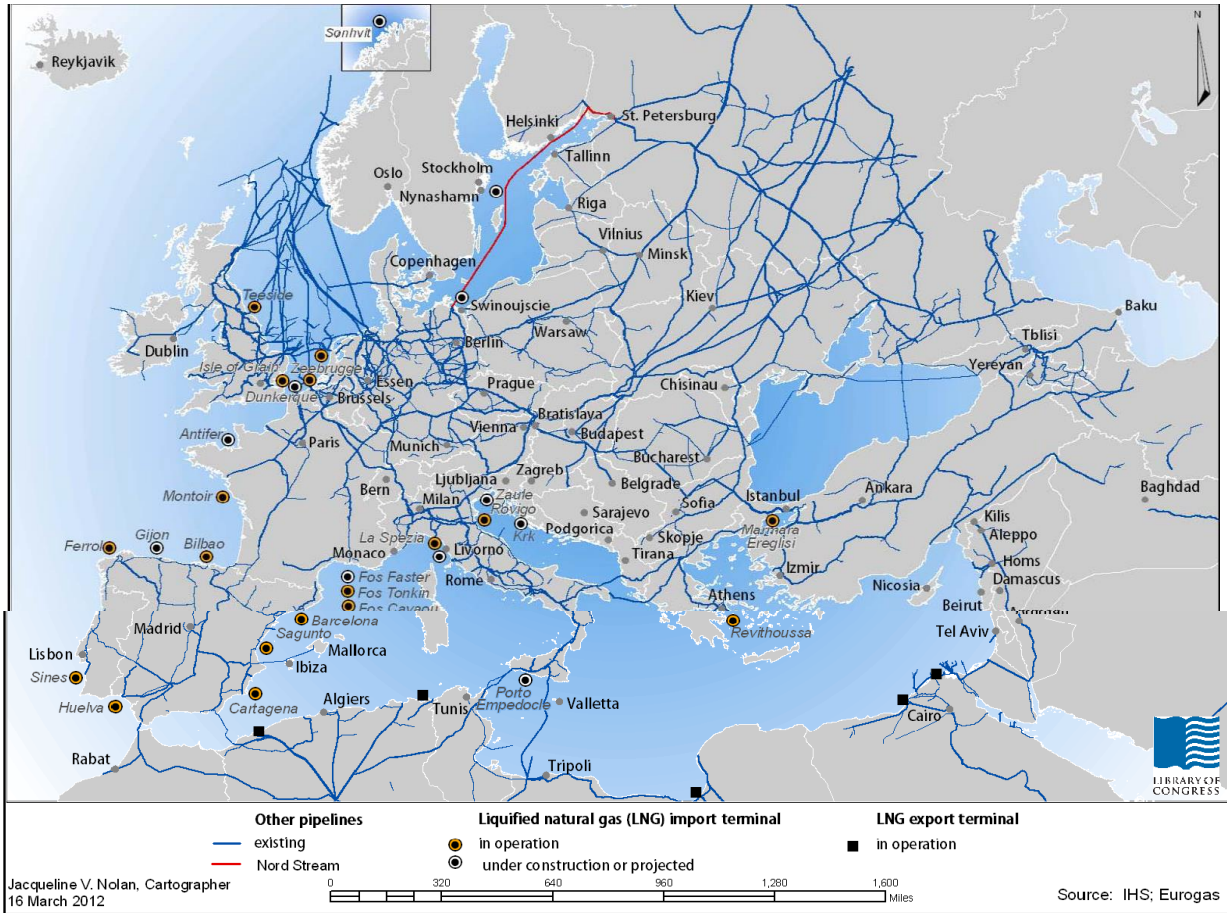 Sonhvit
N
Reykjavik
Helsinki
St. Petersburg
Tallinn
Stockholm
Oslo
Nynashamn
Riga
Vilnius
Minsk
Copenhagen
Teeside
Swinoujscie
Kiev
Baku
Warsaw
Dublin
Berlin
Tblisi
Isle of Grain
Zeebrugge
Essen
Yerevan
Dunkerque
Brussels
Prague
Chisinau
Antifer
Paris
Vienna
Bratislava
Munich
Budapest
Bucharest
Bern
Ljubljana
Zagreb
Milan
Zaule
Belgrade
Montoir
Rovigo
Sofia
Istanbul
Ankara
Baghdad
Sarajevo
Krk
Podgorica
Marmara
Ereglisi
Kilis
Gijon
La Spezia
Skopje
Aleppo
Ferrol
Bilbao
Monaco
Livorno
Tirana
Homs
Fos Faster
Rome
Izmir
Nicosia
Damascus
Fos Tonkin
Athens
Beirut
Fos Cavaou
Barcelona
Madrid
Sagunto
Revithoussa
Tel Aviv
Lisbon
Mallorca
Ibiza
Sines
Porto
Empedocle
Huelva
Cartagena
Algiers
Tunis
Valletta
Cairo
Rabat
Tripoli
LIBRARY OF
CONGRESS
Other pipelines
existing
Nord Stream
Liquified natural gas (LNG) import terminal
in operation
under construction or projected
LNG export terminal
in operation
Jacqueline V. Nolan, Cartographer
16 March 2012
0 320 640 960 1,280 1,600
Miles
Source: IHS; Eurogas